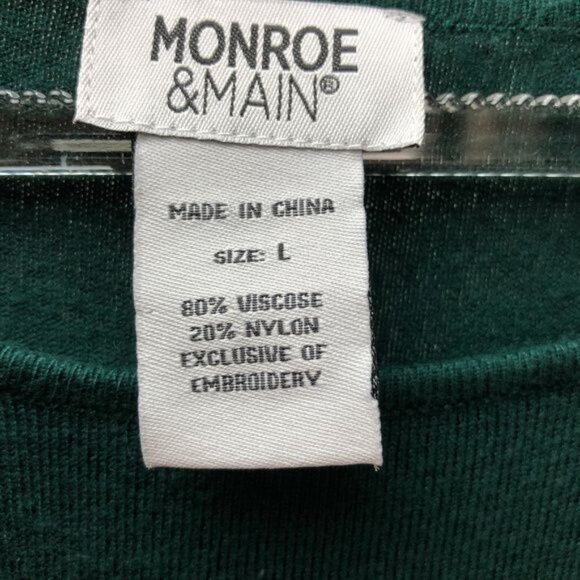 MONROE
&MAIN®
MADE IN CHINA
SIZE: L
80% VISCOSE
20% NYLON
EXCLUSIVE OF
EMBROIDERY